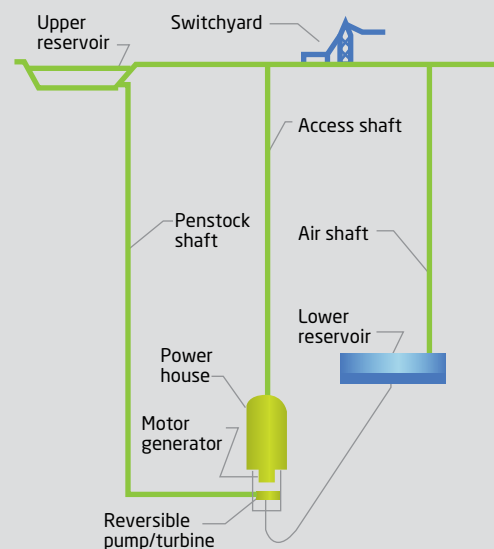 Upper
reservoir
Switchyard
Access shaft
Penstock
shaft
Air shaft
Lower
reservoir
Power
house
Motor
generator
Reversible
pump/turbine